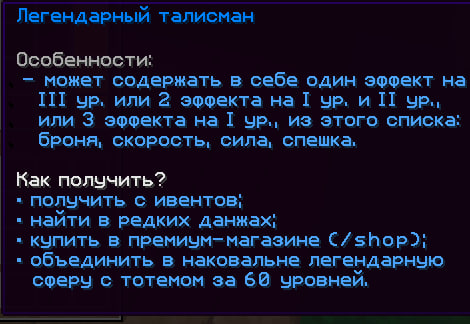 Легендарный талисман
Особенности:
- может содержать в себе один эффект на
III ур. или 2 эффекта на I ур. и II ур.,
или 3 эффекта на I ур., из этого списка:
броня, скорость, сила, спешка.
Как получить?
• получить с ивентов;
• найти в редких данжах;
• купить в премиум-магазине (/shop);
• объединить в наковальне легендарную
сферу с тотемом за 60 уровней.